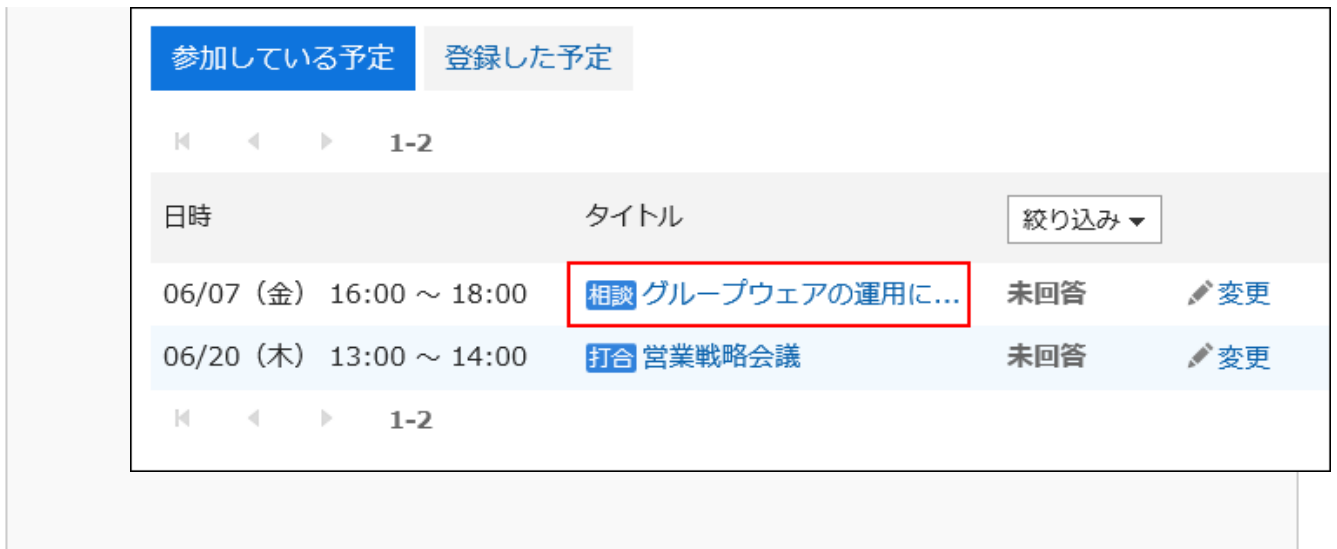 参加している予定 登録した予定
1-2
日時 タイトル 絞り込み
06/07（金） 16:00 ～ 18:00 相談 グループウェアの運用に... 未回答 変更
06/20（木） 13:00 ～ 14:00 打合 営業戦略会議 未回答 変更
1-2